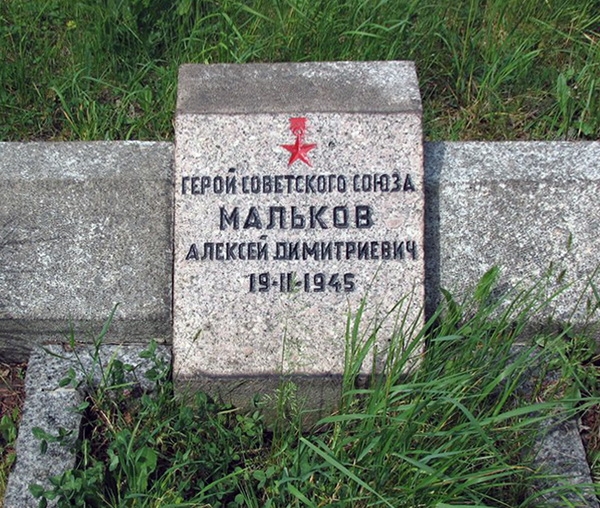 ГЕРОЙ СОВЕТСКОГО СОЮЗА
МАЛЬКОВ
АЛЕКСЕЙ ДИМИТРИЕВИЧ
19-II-1945